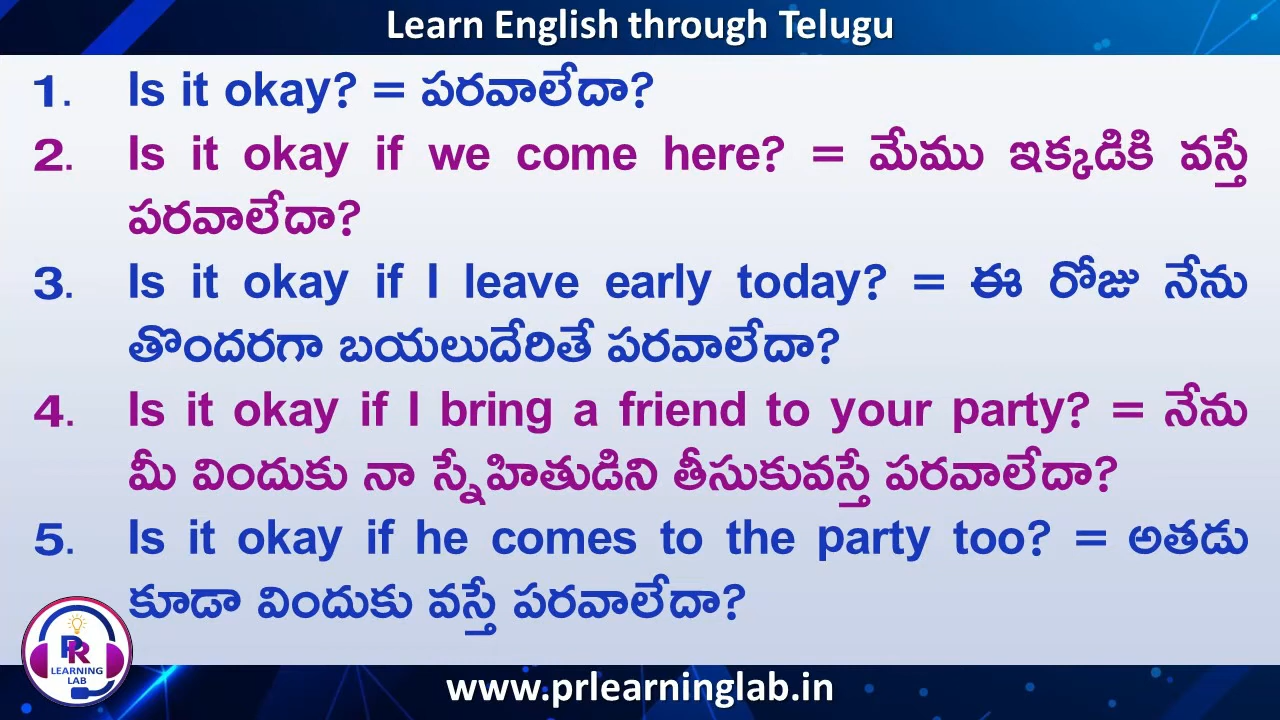 Learn English through Telugu
1. Is it okay? = పరవాలేదా?
2. Is it okay if we come here? = మేము ఇక్కడికి వస్తే
పరవాలేదా?
3. Is it okay if I leave early today? = ఈ రోజు నేను
తొందరగా బయలుదేరితే పరవాలేదా?
4. Is it okay if I bring a friend to your party? = నేను
మీ విందుకు నా స్నేహితుడిని తీసుకువస్తే పరవాలేదా?
5. Is it okay if he comes to the party too? = అతడు
కూడా విందుకు వస్తే పరవాలేదా?
PR
LEARNING
LAB
www.prlearninglab.in